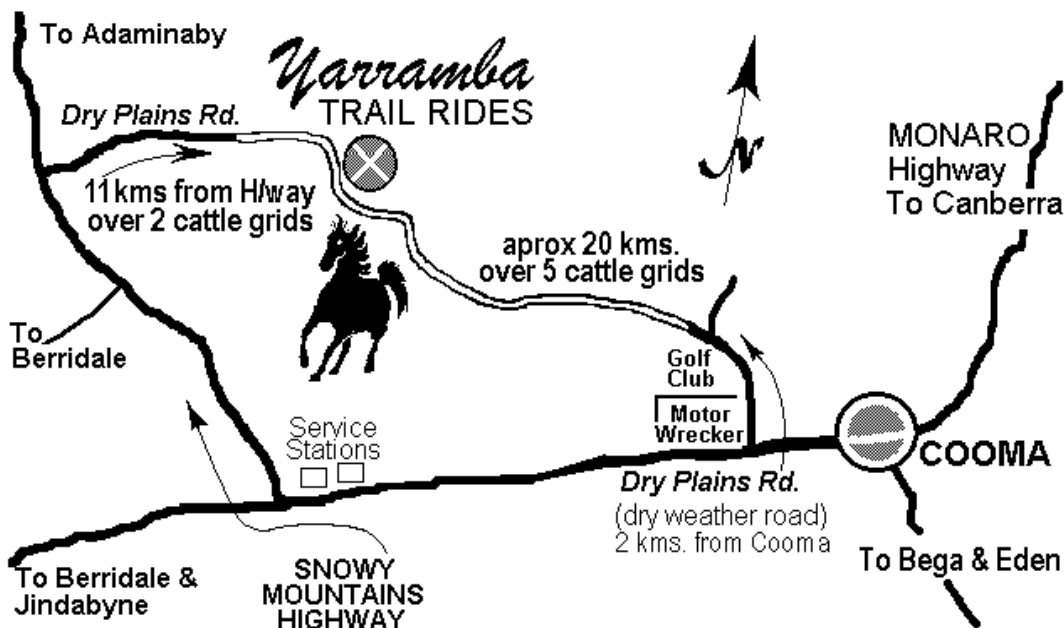 To Adaminaby
Yarramba
TRAIL RIDES
Dry Plains Rd.
11kms from H/way
over 2 cattle grids
N
MONARO
Highway
To Canberra
aprox 20 kms.
over 5 cattle grids
To
Berridale
Golf
Club
Motor
Wrecker
Service
Stations
COOMA
Dry Plains Rd.
(dry weather road)
2 kms. from Cooma
To Bega & Eden
To Berridale &
Jindabyne
SNOWY
MOUNTAINS
HIGHWAY